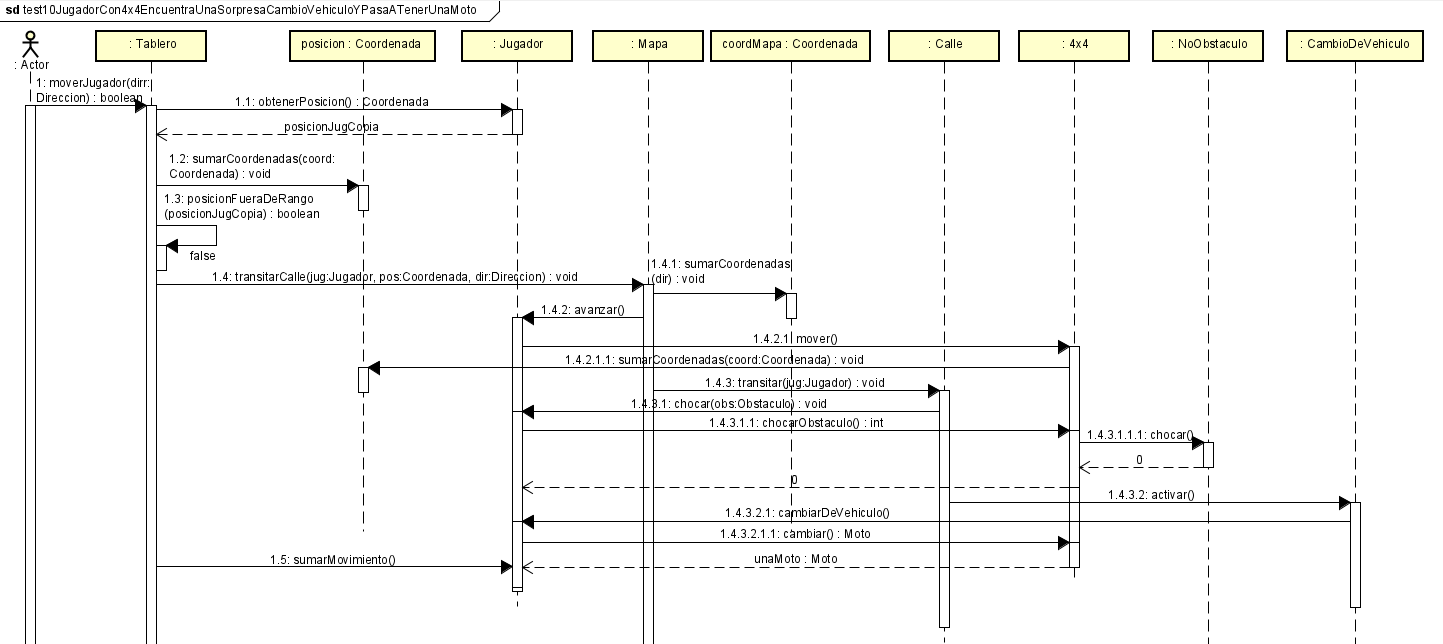 sd test10JugadorCon4x4EncuentraUnaSorpresaCambioVehiculoYPasaATenerUnaMoto
: Actor
: Tablero
posicion : Coordenada
: Jugador
: Mapa
coordMapa : Coordenada
: Calle
: 4x4
: NoObstaculo
: CambioDeVehiculo
1: moverJugador(dirr:
Direccion) : boolean
1.1: obtenerPosicion() : Coordenada
posicionJugCopia
1.2: sumarCoordenadas(coord:
Coordenada) : void
1.3: posicionFueraDeRango
(posicionJugCopia) : boolean
false
1.4: transitarCalle(jug:Jugador, pos:Coordenada, dir:Direccion) : void
1.4.1: sumarCoordenadas
(dir) : void
1.4.2: avanzar()
1.4.2.1: mover()
1.4.2.1.1: sumarCoordenadas(coord:Coordenada) : void
1.4.3: transitar(jug:Jugador) : void
1.4.3.1: chocar(obs:Obstaculo) : void
1.4.3.1.1: chocarObstaculo() : int
1.4.3.1.1.1: chocar()
0
0
1.4.3.2: activar()
1.4.3.2.1: cambiarDeVehiculo()
1.4.3.2.1.1: cambiar() : Moto
unaMoto : Moto
1.5: sumarMovimiento()